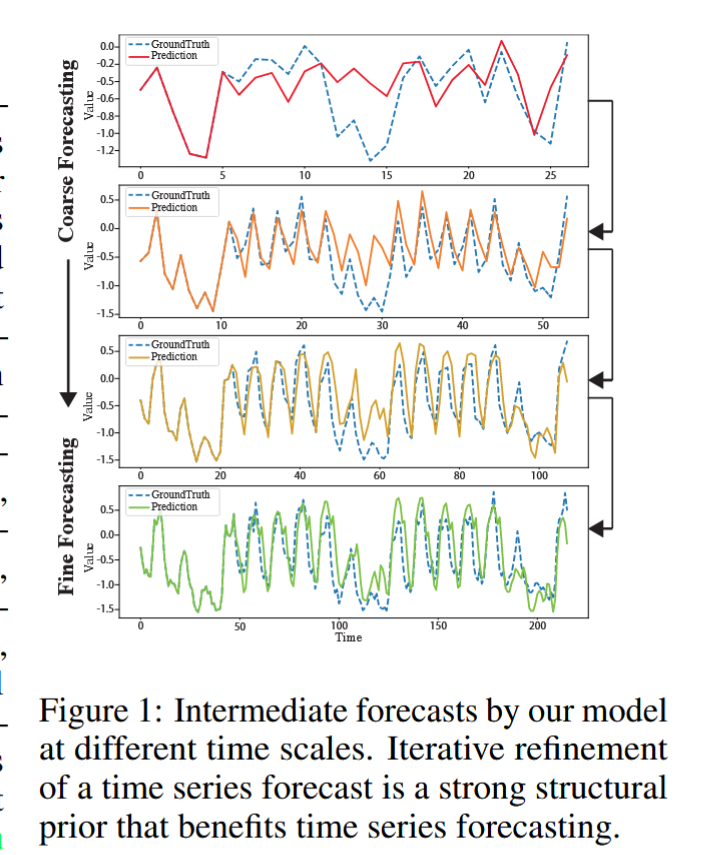 Coarse Forecasting
Fine Forecasting
GroundTruth
Prediction
Value
0.0
-0.2
-0.5
-0.6
-0.8
-1.0
-1.2
0 5 10 15 20 25
GroundTruth
Prediction
Value
0.5
0.0
-0.5
-1.0
-1.5
0 10 20 30 40 50
GroundTruth
Prediction
Value
0.5
0.0
-0.5
-1.0
-1.5
0 20 40 60 80 100
GroundTruth
Prediction
Value
0.5
0.0
-0.5
-1.0
-1.5
0 50 100 150 200
Time
Figure 1: Intermediate forecasts by our model
at different time scales. Iterative refinement
of a time series forecast is a strong structural
prior that benefits time series forecasting.